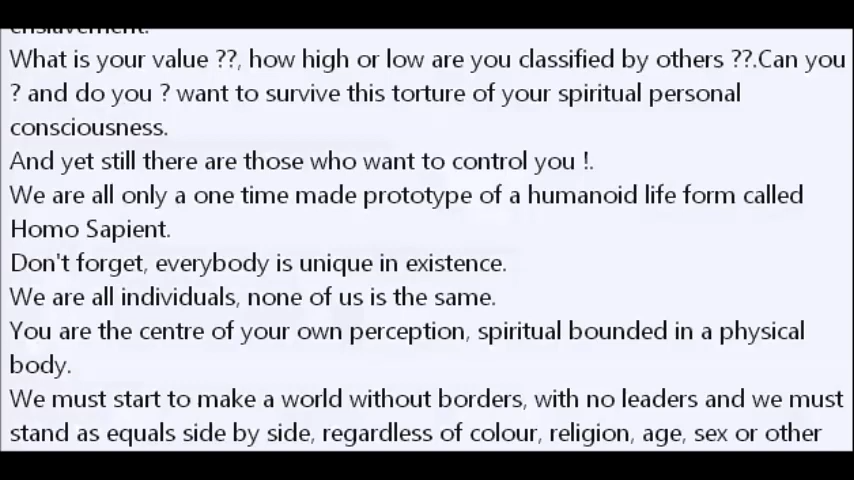 enslavement.
What is your value ??, how high or low are you classified by others ??.Can you
? and do you ? want to survive this torture of your spiritual personal
consciousness.
And yet still there are those who want to control you !.
We are all only a one time made prototype of a humanoid life form called
Homo Sapient.
Don't forget, everybody is unique in existence.
We are all individuals, none of us is the same.
You are the centre of your own perception, spiritual bounded in a physical
body.
We must start to make a world without borders, with no leaders and we must
stand as equals side by side, regardless of colour, religion, age, sex or other